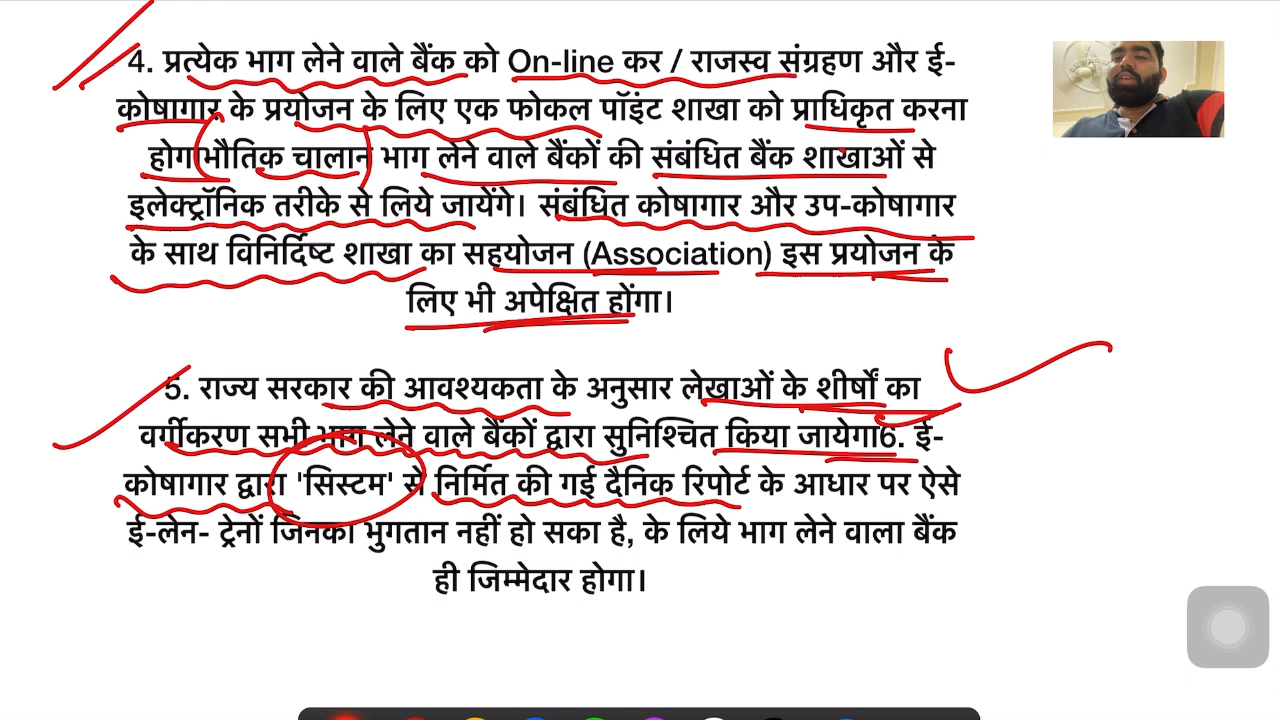 4. प्रत्येक भाग लेने वाले बैंक को On-line कर / राजस्व संग्रहण और ई-
कोषागार के प्रयोजन के लिए एक फोकल पॉइंट शाखा को प्राधिकृत करना
होगा भौतिक चालान भाग लेने वाले बैंकों की संबंधित बैंक शाखाओं से
इलेक्ट्रॉनिक तरीके से लिये जायेंगे। संबंधित कोषागार और उप-कोषागार
के साथ विनिर्दिष्ट शाखा का सहयोजन (Association) इस प्रयोजन के
लिए भी अपेक्षित होंगा।
5. राज्य सरकार की आवश्यकता के अनुसार लेखाओं के शीर्षों का
वर्गीकरण सभी भाग लेने वाले बैंकों द्वारा सुनिश्चित किया जायेगा6. ई-
कोषागार द्वारा 'सिस्टम' से निर्मित की गई दैनिक रिपोर्ट के आधार पर ऐसे
ई-लेन- ट्रेनों जिनका भुगतान नहीं हो सका है, के लिये भाग लेने वाला बैंक
ही जिम्मेदार होगा।